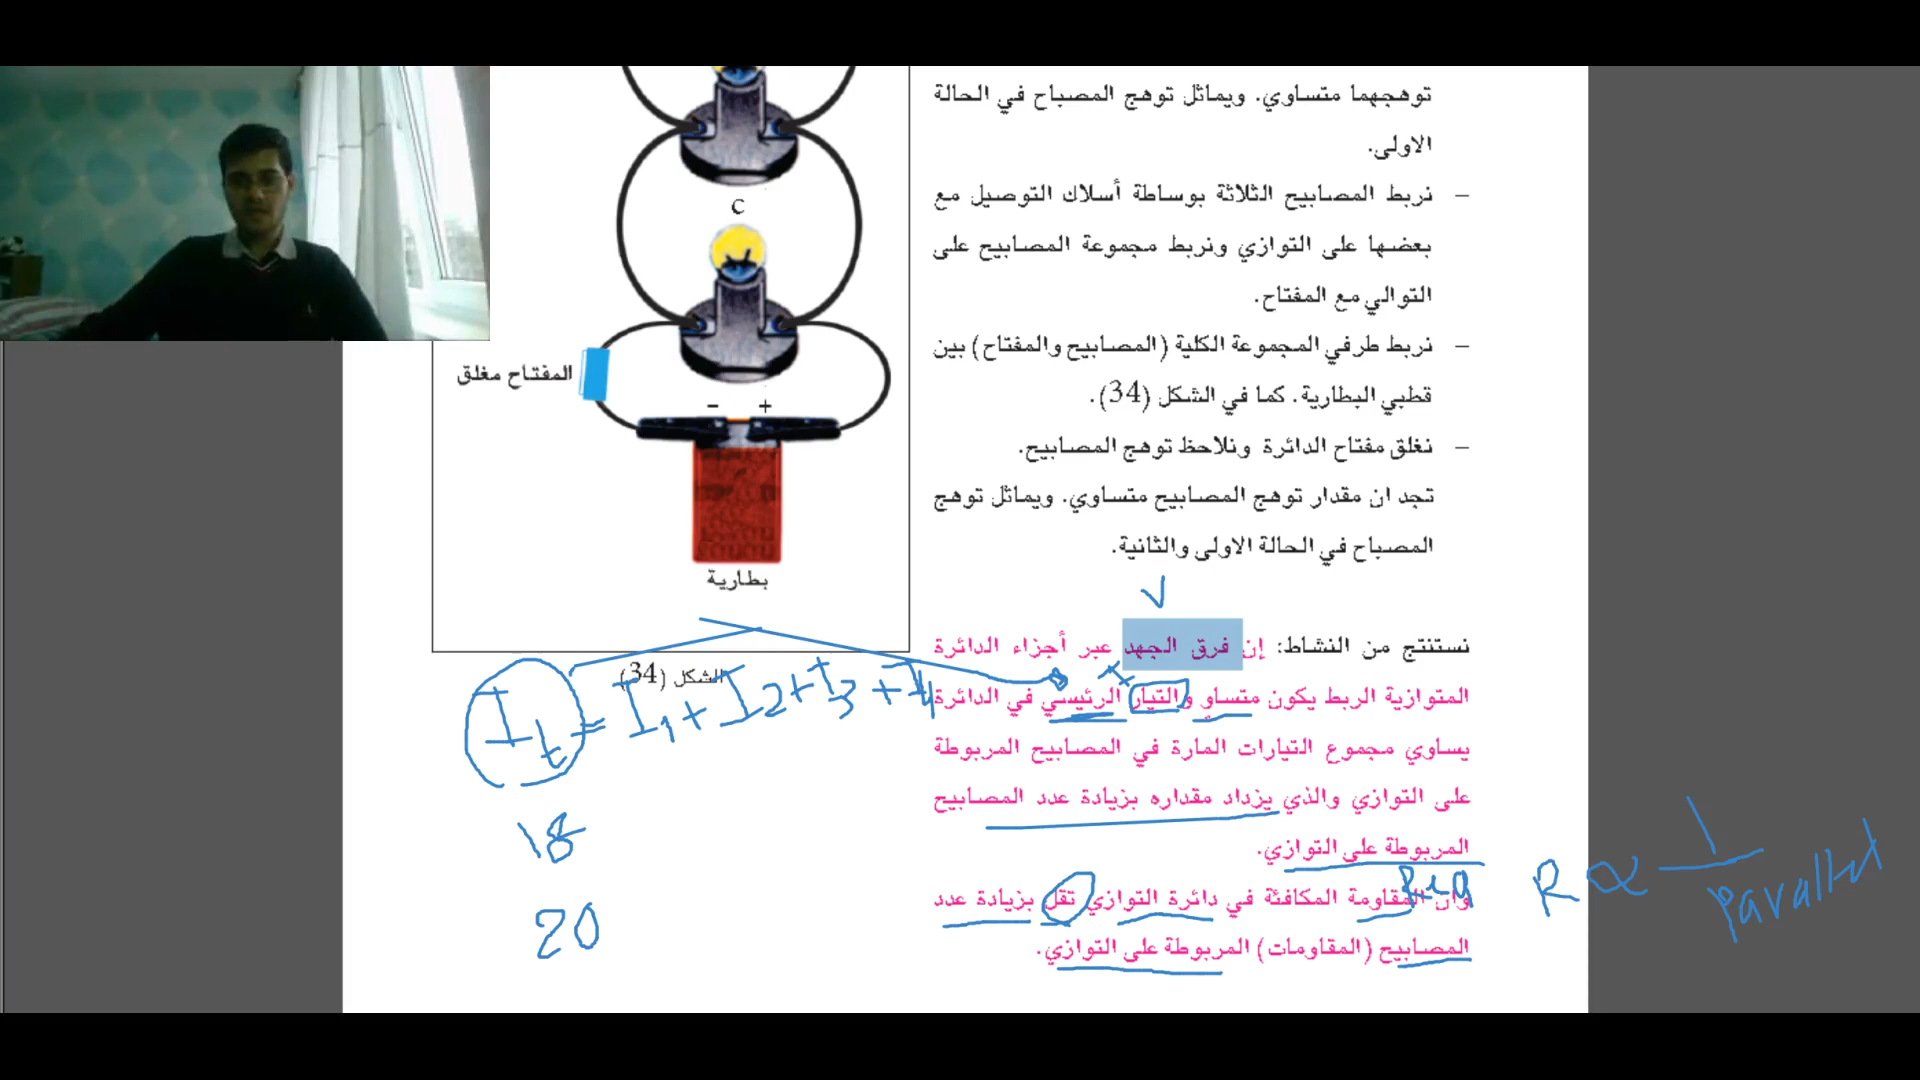 توهجهما متساوي. ويماثل توهج المصباح في الحالة
الاولى.
– نربط المصابيح الثلاثة بوساطة أسلاك التوصيل مع
بعضها على التوازي ونربط مجموعة المصابيح على
التوالي مع المفتاح.
– نربط طرفي المجموعة الكلية (المصابيح والمفتاح) بين
قطبي البطارية. كما في الشكل (34).
– نغلق مفتاح الدائرة ونلاحظ توهج المصابيح.
تجد ان مقدار توهج المصابيح متساوي. ويماثل توهج
المصباح في الحالة الاولى والثانية.
نستنتج من النشاط: إن فرق الجهد عبر أجزاء الدائرة
المتوازية الربط يكون متساو والتيار الرئيسي في الدائرة
يساوي مجموع التيارات المارة في المصابيح المربوطة
على التوازي والذي يزداد مقداره بزيادة عدد المصابيح
المربوطة على التوازي.
وان المقاومة المكافئة في دائرة التوازي تقل بزيادة عدد
المصابيح (المقاومات) المربوطة على التوازي.
C
المفتاح مغلق
– +
بطارية
الشكل (34)
It = I1 + I2 + I3 + I4
18
20
Req
R ∝ 1
parallel